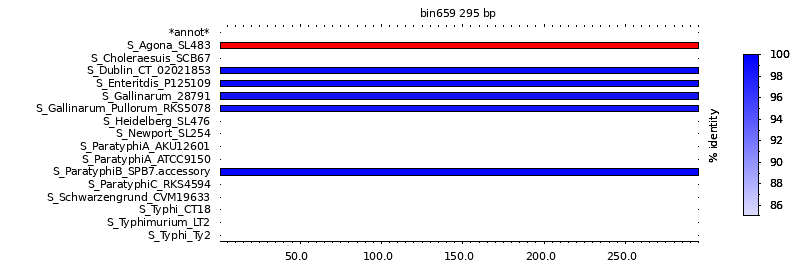 bin659 295 bp
*annot*
S_Agona_SL483
S_Choleraesuis_SCB67
S_Dublin_CT_02021853
S_Enteritdis_P125109
S_Gallinarum_28791
S_Gallinarum_Pullorum_RKS5078
S_Heidelberg_SL476
S_Newport_SL254
S_ParatyphiA_AKU12601
S_ParatyphiA_ATCC9150
S_ParatyphiB_SPB7.accessory
S_ParatyphiC_RKS4594
S_Schwarzengrund_CVM19633
S_Typhi_CT18
S_Typhimurium_LT2
S_Typhi_Ty2
50.0 100.0 150.0 200.0 250.0
% identity
100
98
96
94
92
90
88
86